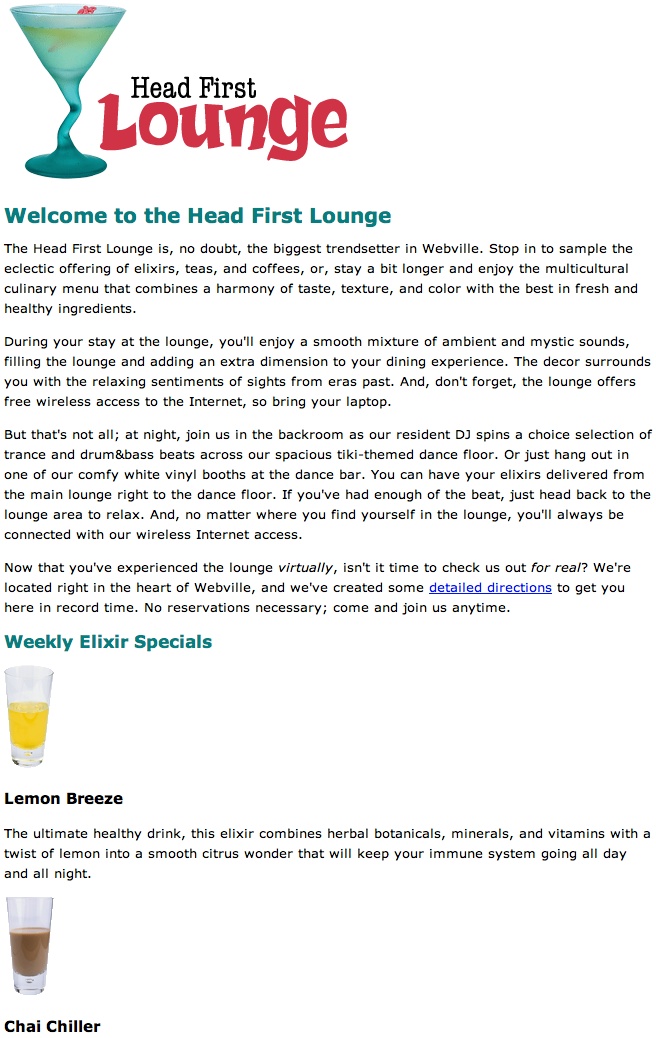 Head First
Lounge
Welcome to the Head First Lounge
The Head First Lounge is, no doubt, the biggest trendsetter in Webville. Stop in to sample the
eclectic offering of elixirs, teas, and coffees, or, stay a bit longer and enjoy the multicultural
culinary menu that combines a harmony of taste, texture, and color with the best in fresh and
healthy ingredients.
During your stay at the lounge, you'll enjoy a smooth mixture of ambient and mystic sounds,
filling the lounge and adding an extra dimension to your dining experience. The decor surrounds
you with the relaxing sentiments of sights from eras past. And, don't forget, the lounge offers
free wireless access to the Internet, so bring your laptop.
But that's not all; at night, join us in the backroom as our resident DJ spins a choice selection of
trance and drum&bass beats across our spacious tiki-themed dance floor. Or just hang out in
one of our comfy white vinyl booths at the dance bar. You can have your elixirs delivered from
the main lounge right to the dance floor. If you've had enough of the beat, just head back to the
lounge area to relax. And, no matter where you find yourself in the lounge, you'll always be
connected with our wireless Internet access.
Now that you've experienced the lounge virtually, isn't it time to check us out for real? We're
located right in the heart of Webville, and we've created some detailed directions to get you
here in record time. No reservations necessary; come and join us anytime.
Weekly Elixir Specials
Lemon Breeze
The ultimate healthy drink, this elixir combines herbal botanicals, minerals, and vitamins with a
twist of lemon into a smooth citrus wonder that will keep your immune system going all day
and all night.
Chai Chiller